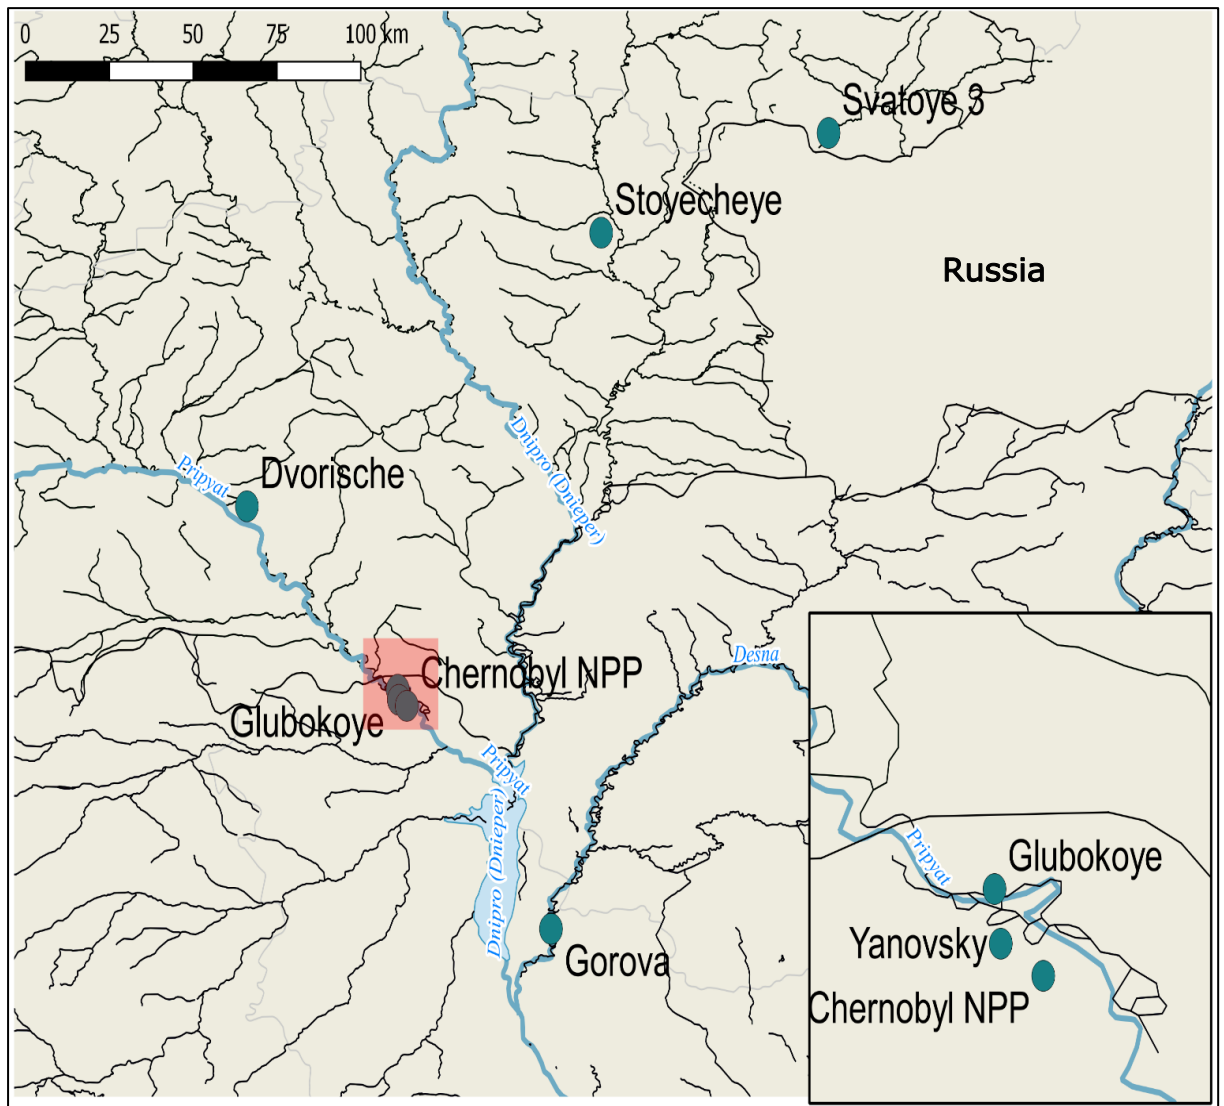 0 25 50 75 100 km
Svatoye 3
Stoyecheye
Russia
Dnipro (Dnieper)
Pripyat
Dvorische
Desna
Chernobyl NPP
Glubokoye
Pripyat
Dnipro (Dnieper)
Gorova
Pripyat
Glubokoye
Yanovsky
Chernobyl NPP